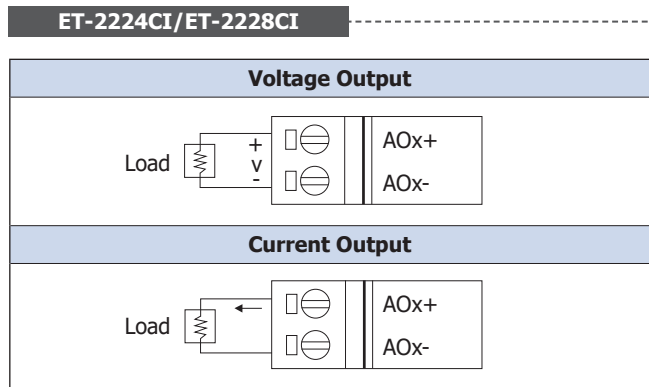 ET-2224CI/ET-2228CI
Voltage Output
Load
+
v
-
AOx+
AOx-
Current Output
Load
AOx+
AOx-